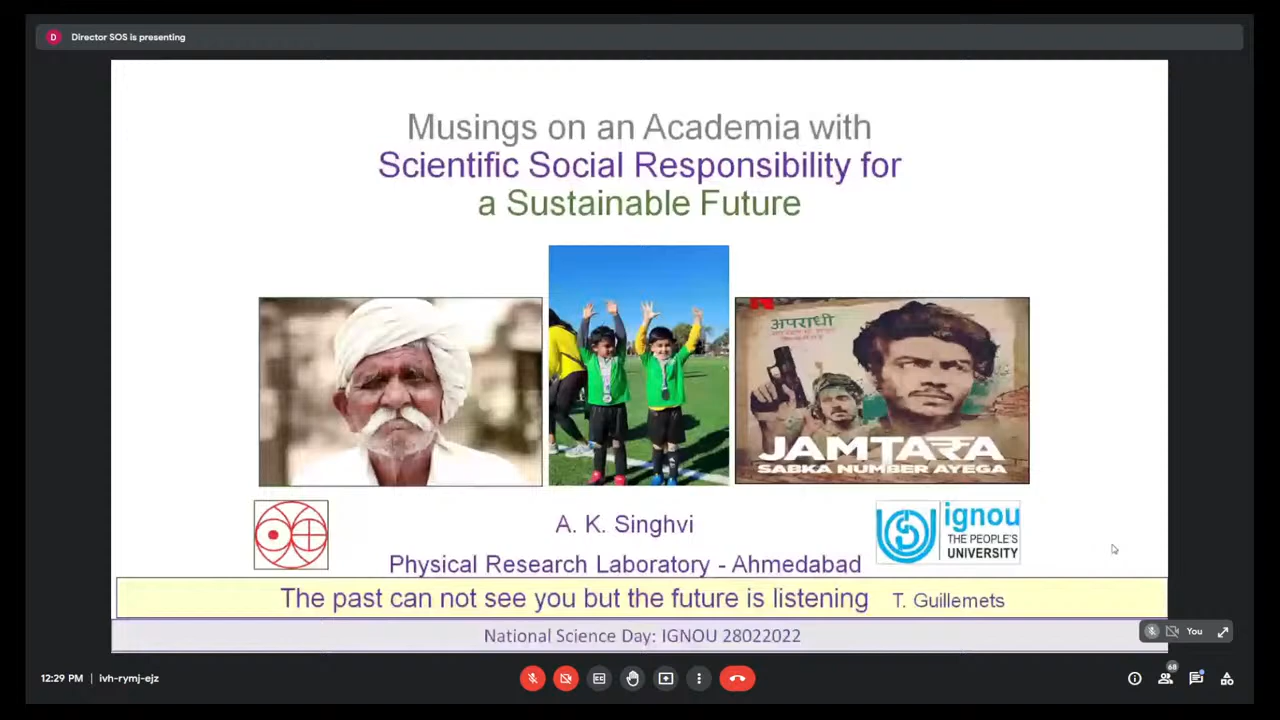 D Director SOS is presenting
Musings on an Academia with
Scientific Social Responsibility for
a Sustainable Future
अपराधी
JAMTARA
SABKA NUMBER AYEGA
A. K. Singhvi
Physical Research Laboratory - Ahmedabad
ignou
THE PEOPLE'S
UNIVERSITY
The past can not see you but the future is listening T. Guillemets
National Science Day: IGNOU 28022022
You
12:29 PM | ivh-rymj-ejz
68